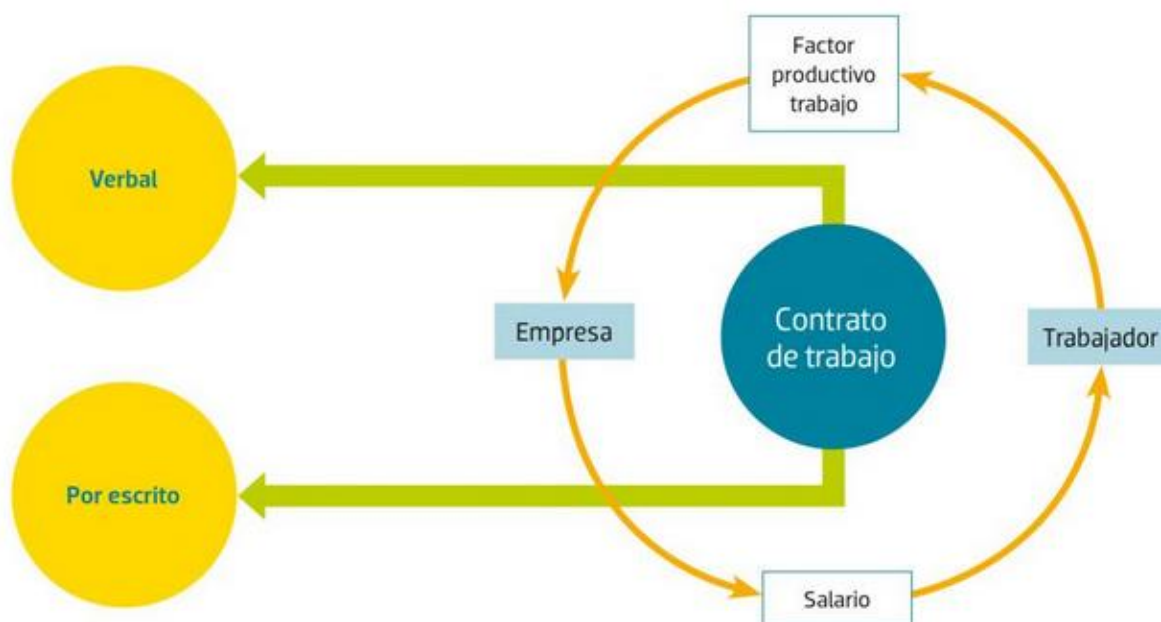 Factor
productivo
trabajo
Verbal
Empresa
Contrato
de trabajo
Trabajador
Por escrito
Salario